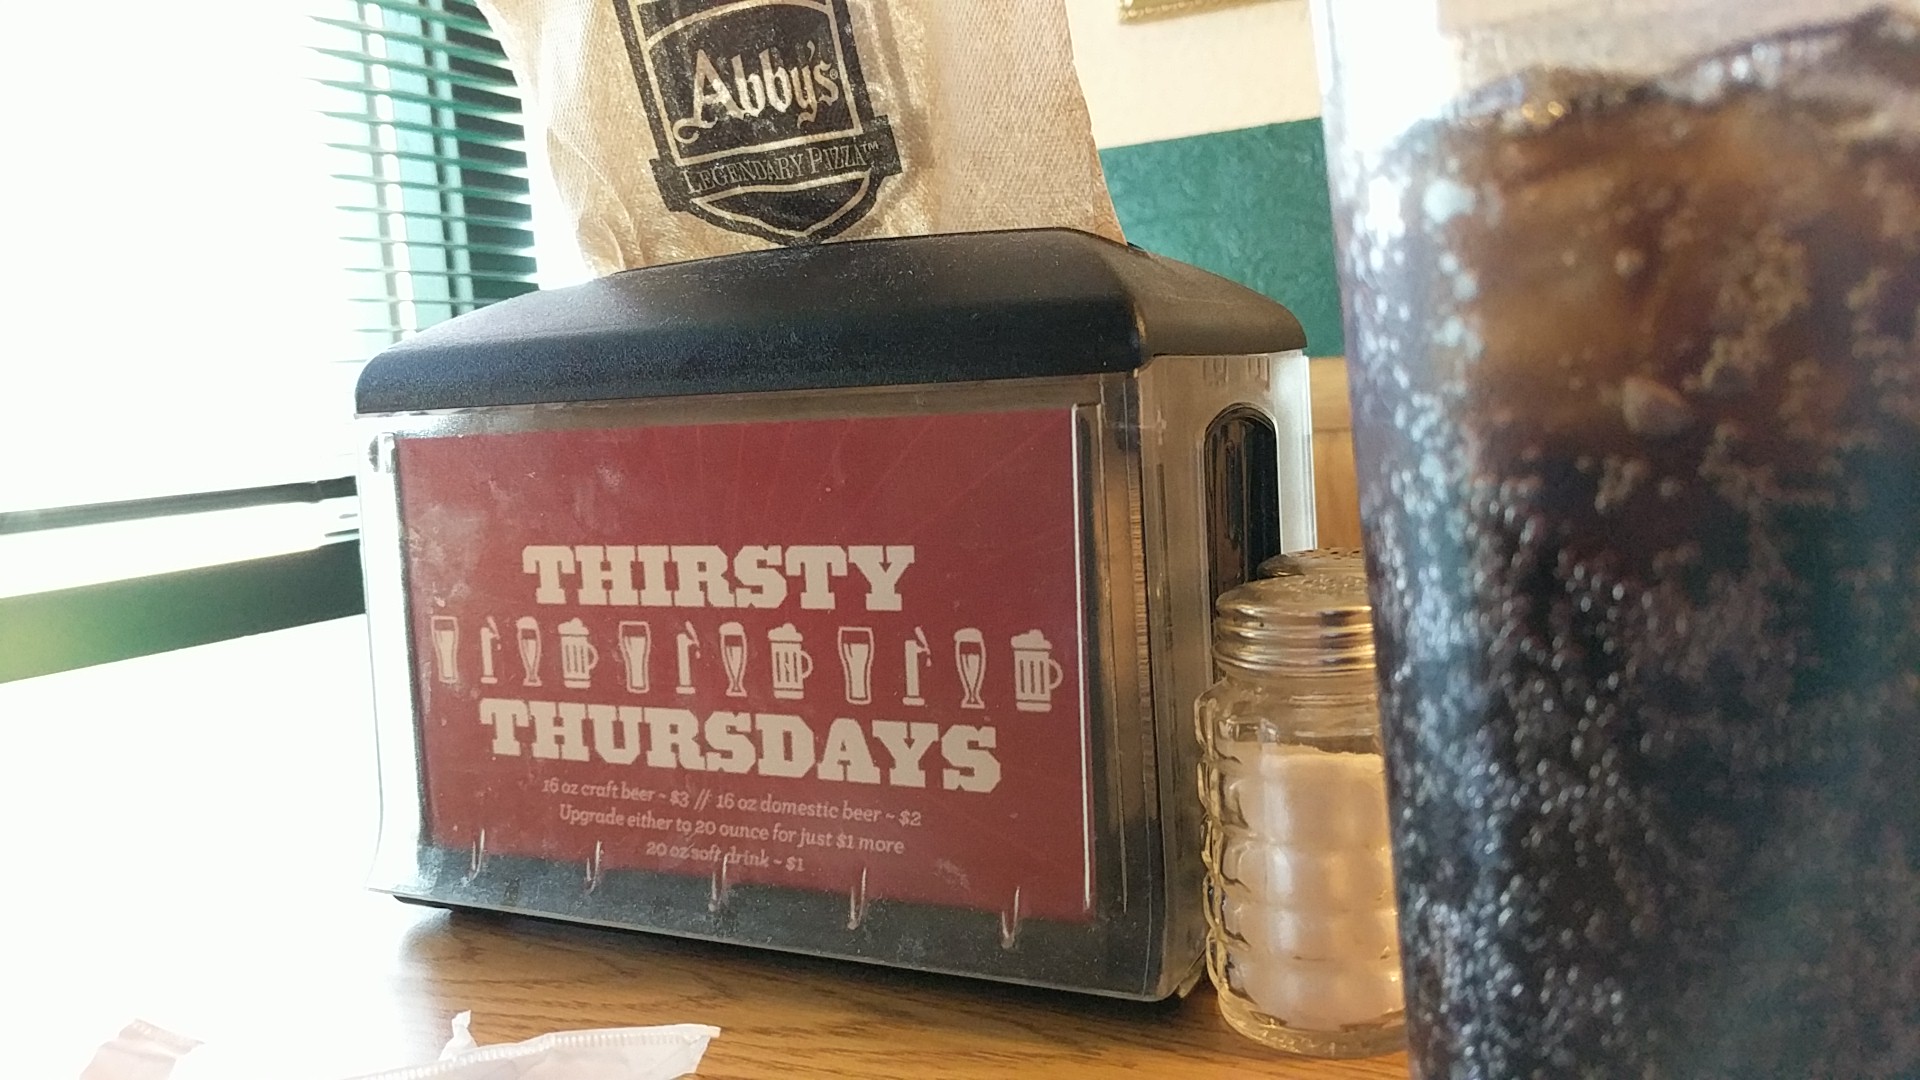 Abby's®
LEGENDARY PIZZA™
THIRSTY
THURSDAYS
16 oz craft beer ~ $3 // 16 oz domestic beer ~ $2
Upgrade either to 20 ounce for just $1 more
20 oz soft drink ~ $1